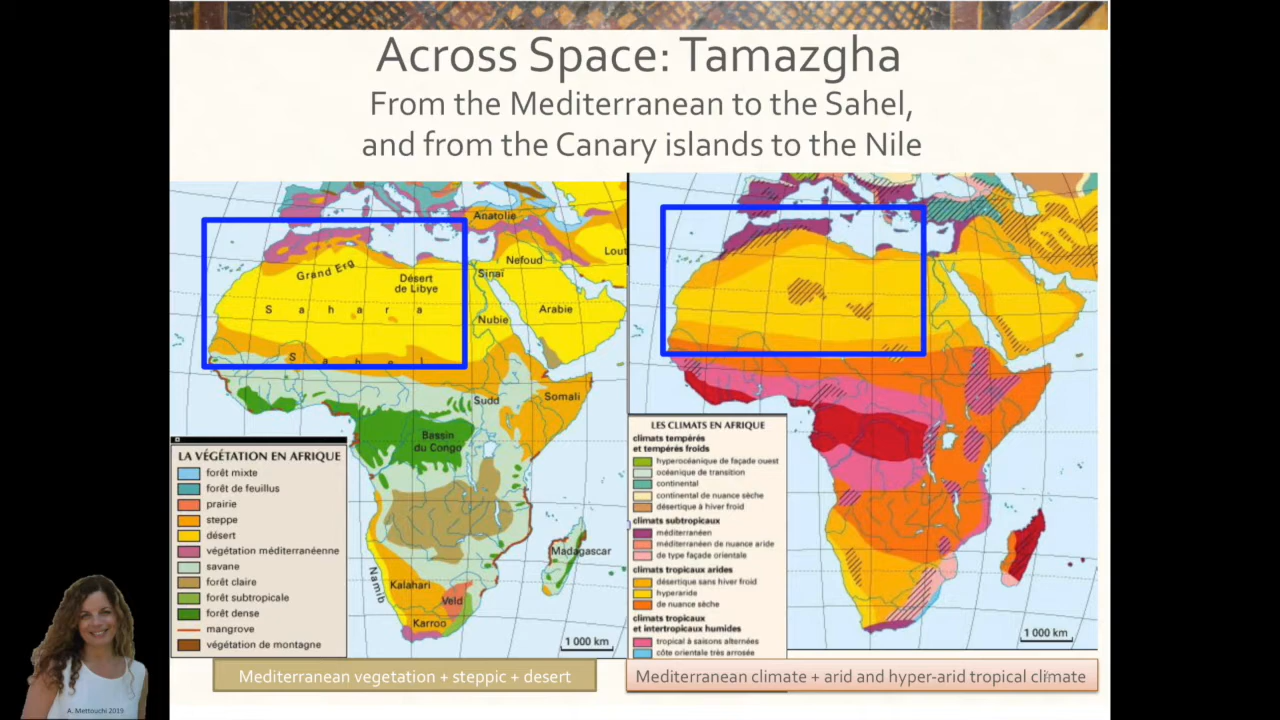 Across Space: Tamazgha
From the Mediterranean to the Sahel,
and from the Canary islands to the Nile
Anatolie
Lout
Nefoud
Grand Erg
Désert
de Libye
Sinaï
Sahara
Arabie
Nubie
Sahel
Sudd
Somali
Bassin
du Congo
Madagascar
Namib
Kalahari
Veld
Karroo
1 000 km
LA VÉGÉTATION EN AFRIQUE
forêt mixte
forêt de feuillus
prairie
steppe
désert
végétation méditerranéenne
savane
forêt claire
forêt subtropicale
forêt dense
mangrove
végétation de montagne
LES CLIMATS EN AFRIQUE
climats tempérés
et tempérés froids
hyperocéanique de façade ouest
océanique de transition
continental
continental de nuance sèche
désertique à hiver froid
climats subtropicaux
méditerranéen
méditerranéen de nuance aride
de type façade orientale
climats tropicaux arides
désertique sans hiver froid
hyperaride
de nuance sèche
climats tropicaux
et intertropicaux humides
tropical à saisons alternées
côte orientale très arrosée
1 000 km
Mediterranean vegetation + steppic + desert
Mediterranean climate + arid and hyper-arid tropical climate
A. Mettouchi 2019